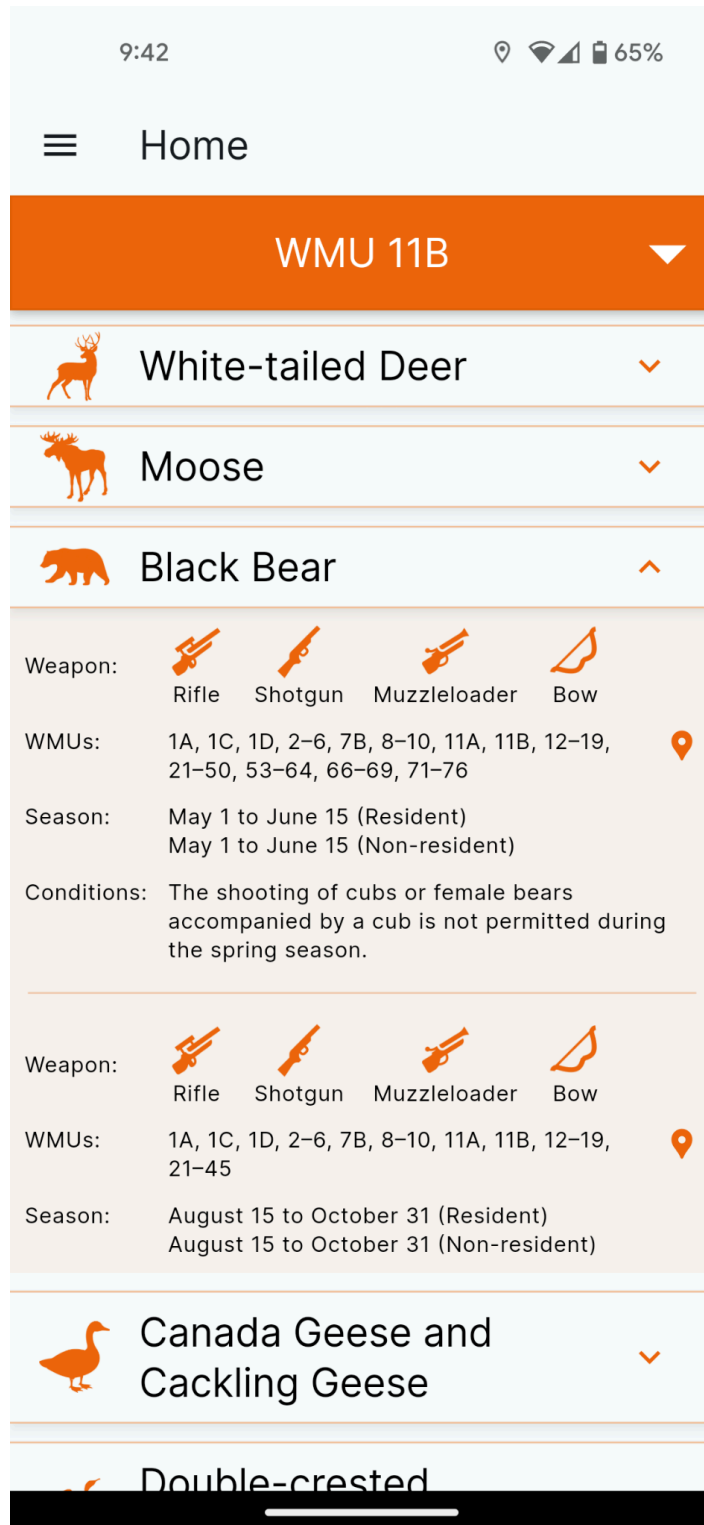 9:42
65%
Home
WMU 11B
White-tailed Deer
Moose
Black Bear
Weapon:
Rifle Shotgun Muzzleloader Bow
WMUs: 1A, 1C, 1D, 2–6, 7B, 8–10, 11A, 11B, 12–19,
21–50, 53–64, 66–69, 71–76
Season: May 1 to June 15 (Resident)
May 1 to June 15 (Non-resident)
Conditions: The shooting of cubs or female bears
accompanied by a cub is not permitted during
the spring season.
Weapon:
Rifle Shotgun Muzzleloader Bow
WMUs: 1A, 1C, 1D, 2–6, 7B, 8–10, 11A, 11B, 12–19,
21–45
Season: August 15 to October 31 (Resident)
August 15 to October 31 (Non-resident)
Canada Geese and
Cackling Geese
Double-crested